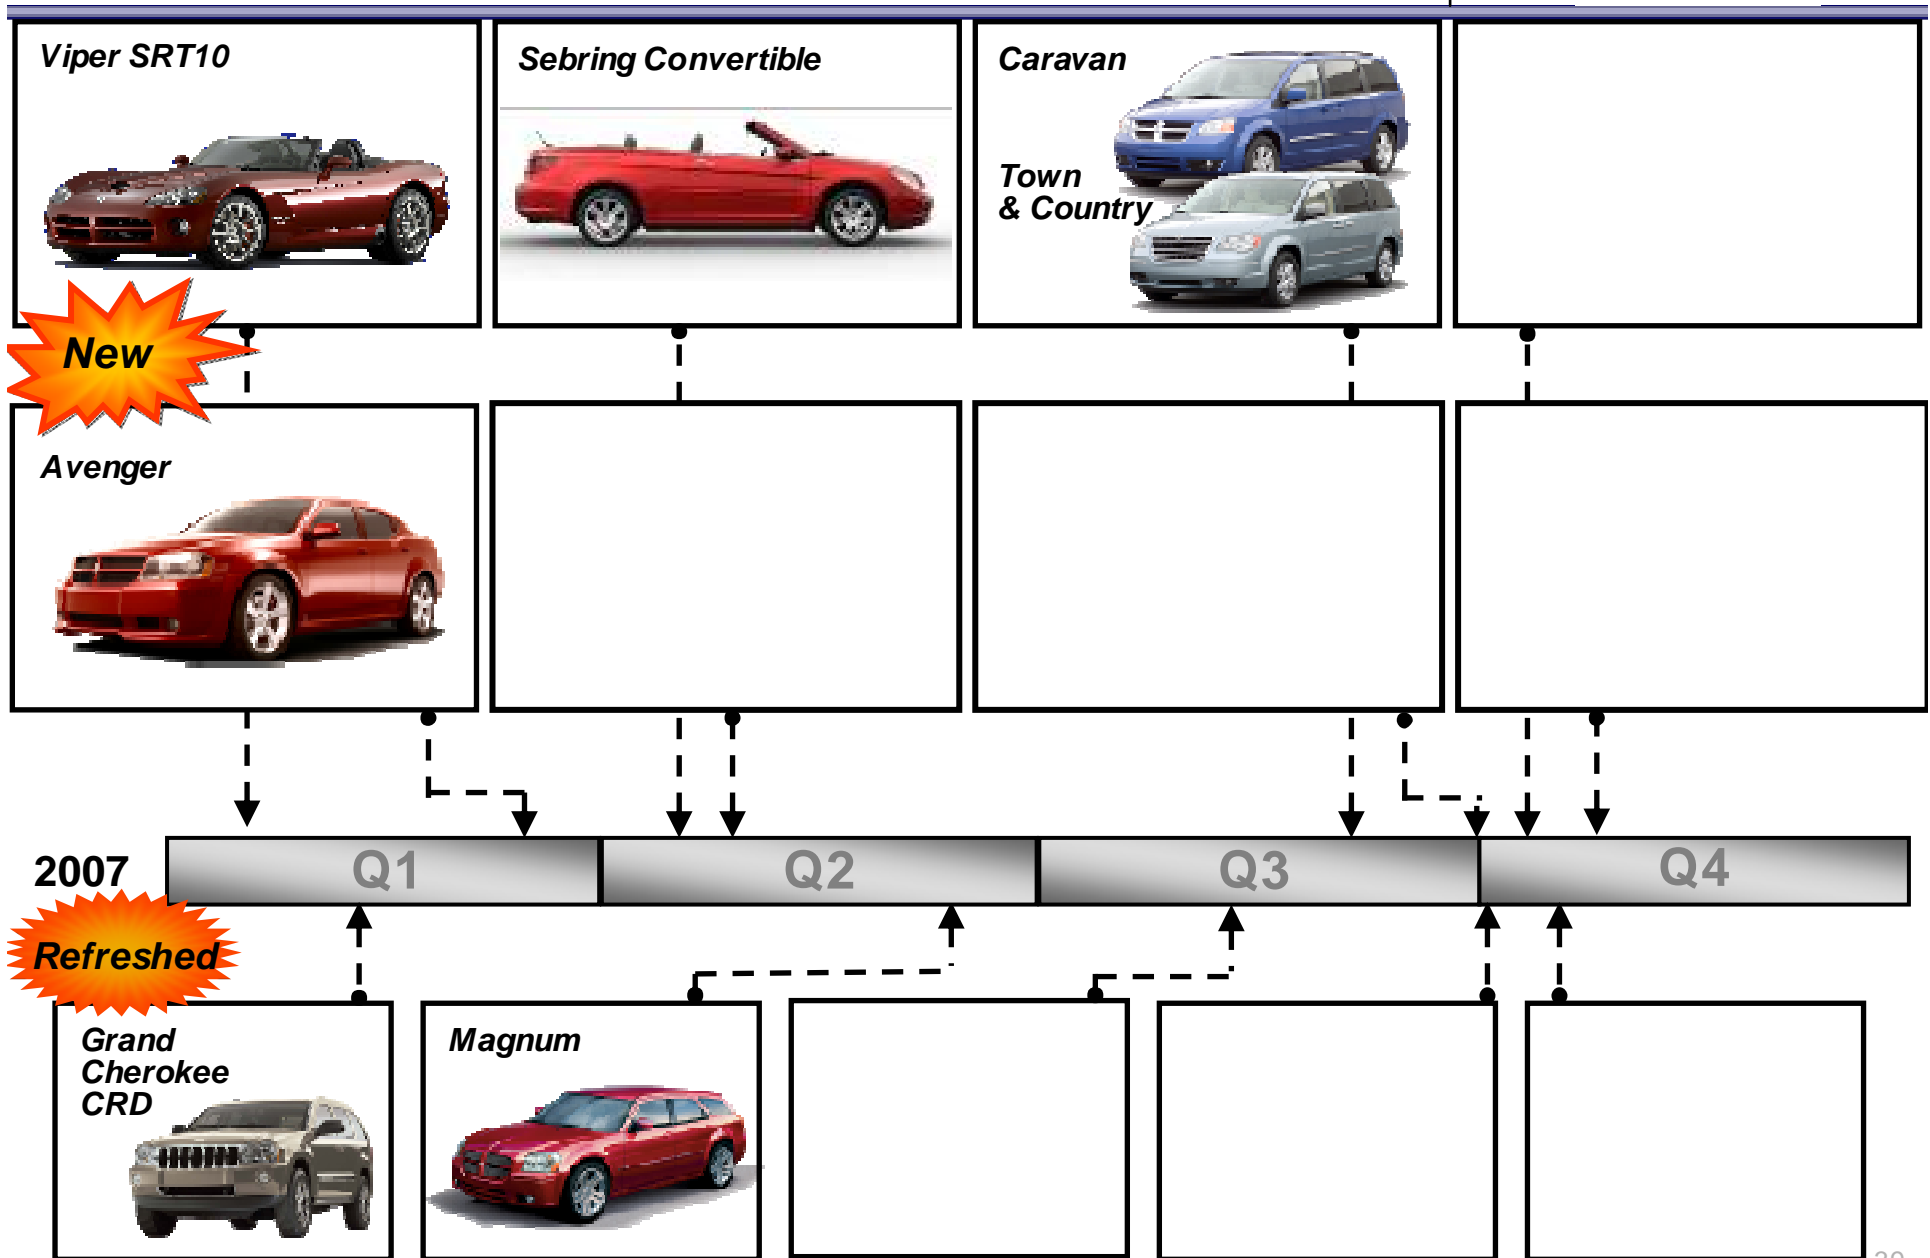 Viper SRT10
Sebring Convertible
Caravan
Town
& Country
New
Avenger
2007
Q1
Q2
Q3
Q4
Refreshed
Grand
Cherokee
CRD
Magnum